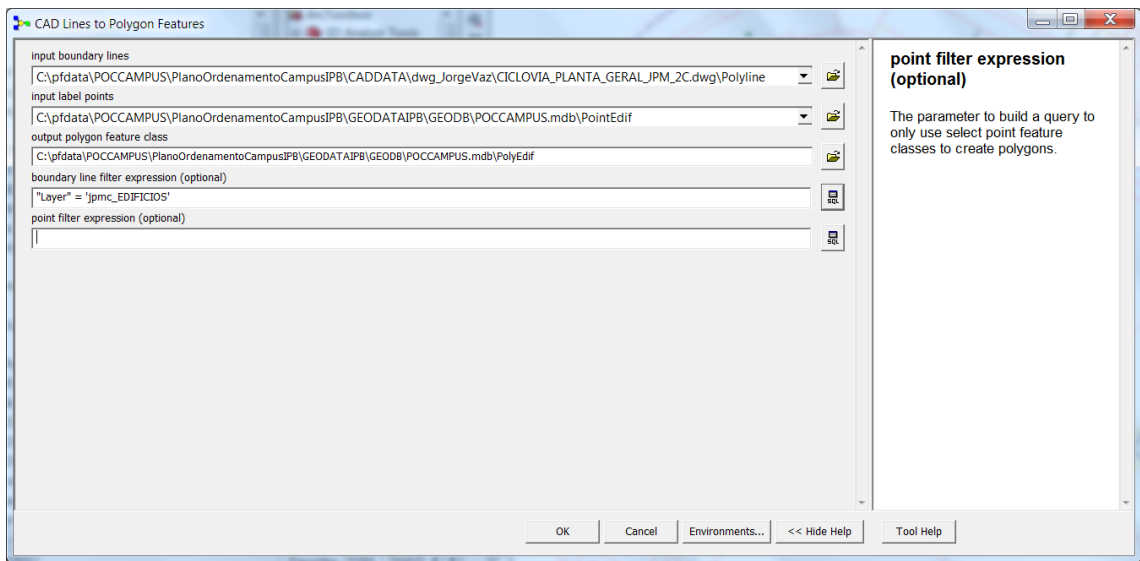 CAD Lines to Polygon Features
input boundary lines
C:\pfdata\POCCAMPUS\PlanoOrdenamentoCampusIPB\CADDATA\dwg_JorgeVaz\CICLOVIA_PLANTA_GERAL_JPM_2C.dwg\Polyline
input label points
C:\pfdata\POCCAMPUS\PlanoOrdenamentoCampusIPB\GEODATAIPB\GEODB\POCCAMPUS.mdb\PointEdif
output polygon feature class
C:\pfdata\POCCAMPUS\PlanoOrdenamentoCampusIPB\GEODATAIPB\GEODB\POCCAMPUS.mdb\PolyEdif
boundary line filter expression (optional)
"Layer" = 'jpmc_EDIFICIOS'
SQL
point filter expression (optional)
SQL
point filter expression
(optional)
The parameter to build a query to
only use select point feature
classes to create polygons.
OK
Cancel
Environments...
<< Hide Help
Tool Help